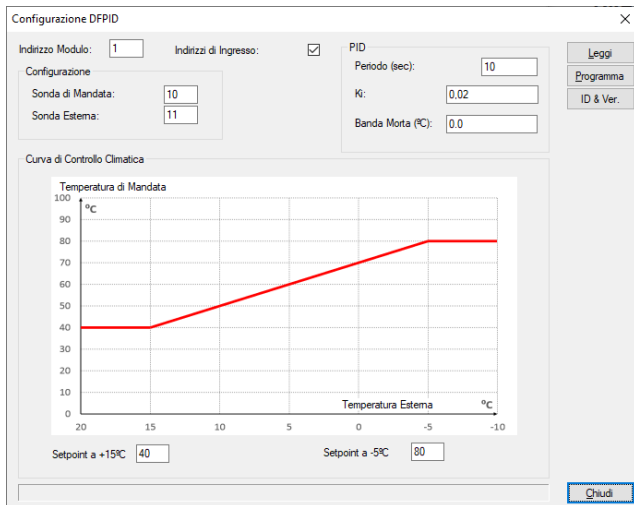 Configurazione DFPID
Indirizzo Modulo: 1
Indirizzi di Ingresso:
Configurazione
Sonda di Mandata: 10
Sonda Esterna: 11
PID
Periodo (sec): 10
Ki: 0,02
Banda Morta (ºC): 0.0
Leggi
Programma
ID & Ver.
Curva di Controllo Climatica
Temperatura di Mandata
ºC
100
90
80
70
60
50
40
30
20
10
0
Temperatura Esterna ºC
20 15 10 5 0 -5 -10
Setpoint a +15ºC 40
Setpoint a -5ºC 80
Chiudi